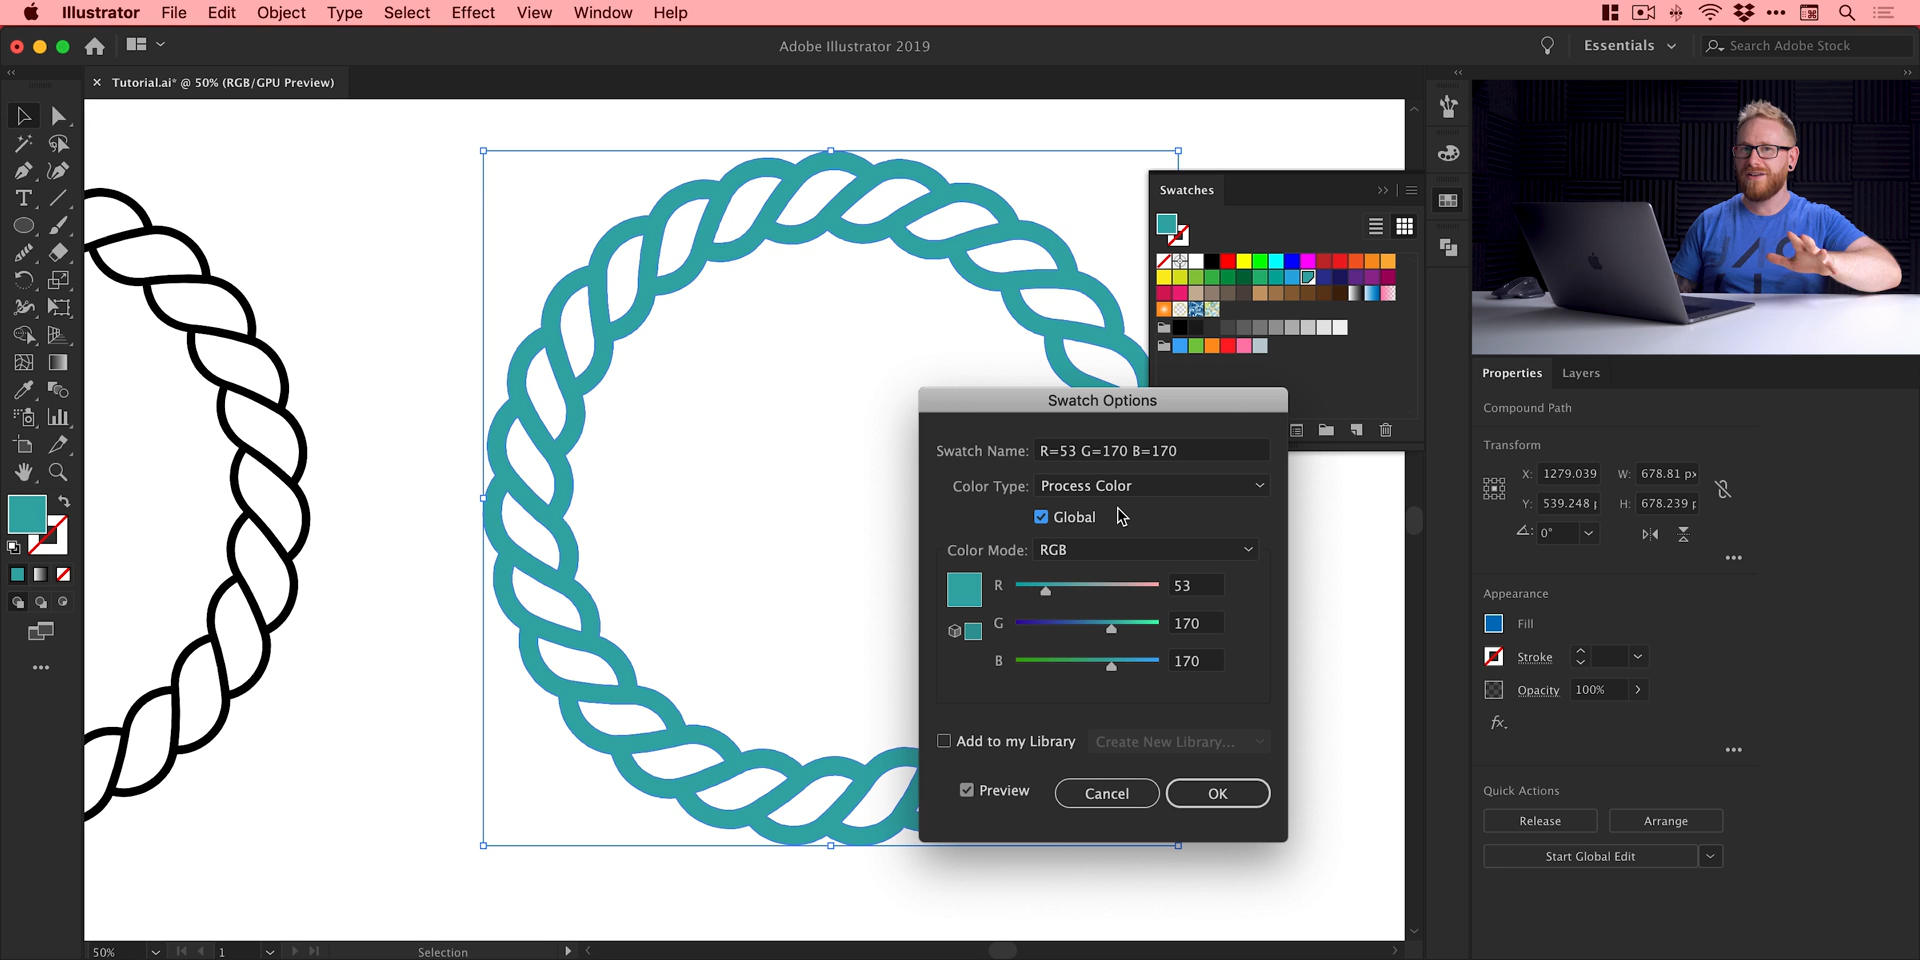 Illustrator File Edit Object Type Select Effect View Window Help
Adobe Illustrator 2019
Essentials
Search Adobe Stock
Tutorial.ai* @ 50% (RGB/GPU Preview)
Swatches
Swatch Options
Swatch Name: R=53 G=170 B=170
Color Type: Process Color
Global
Color Mode: RGB
R 53
G 170
B 170
Add to my Library Create New Library...
Preview Cancel OK
Properties Layers
Compound Path
Transform
X: 1279.039 W: 678.81 px
Y: 539.248 H: 678.239
0°
Appearance
Fill
Stroke
Opacity 100%
fx.
Quick Actions
Release Arrange
Start Global Edit
50% 1 Selection